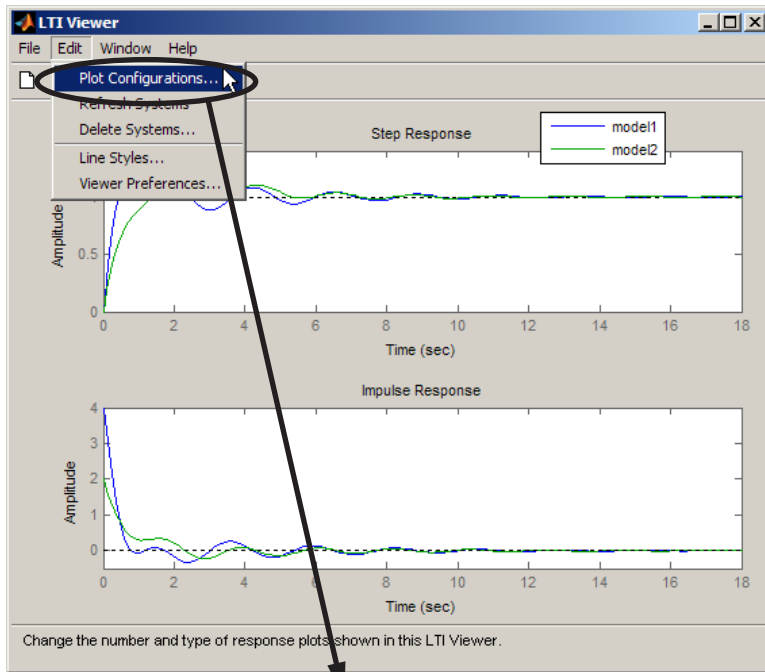 LTI Viewer
File Edit Window Help
Plot Configurations...
Refresh Systems
Delete Systems...
Line Styles...
Viewer Preferences...
Step Response
model1
model2
Amplitude
0.5
0
0 2 4 6 8 10 12 14 16 18
Time (sec)
Impulse Response
Amplitude
4
3
2
1
0
0 2 4 6 8 10 12 14 16 18
Time (sec)
Change the number and type of response plots shown in this LTI Viewer.